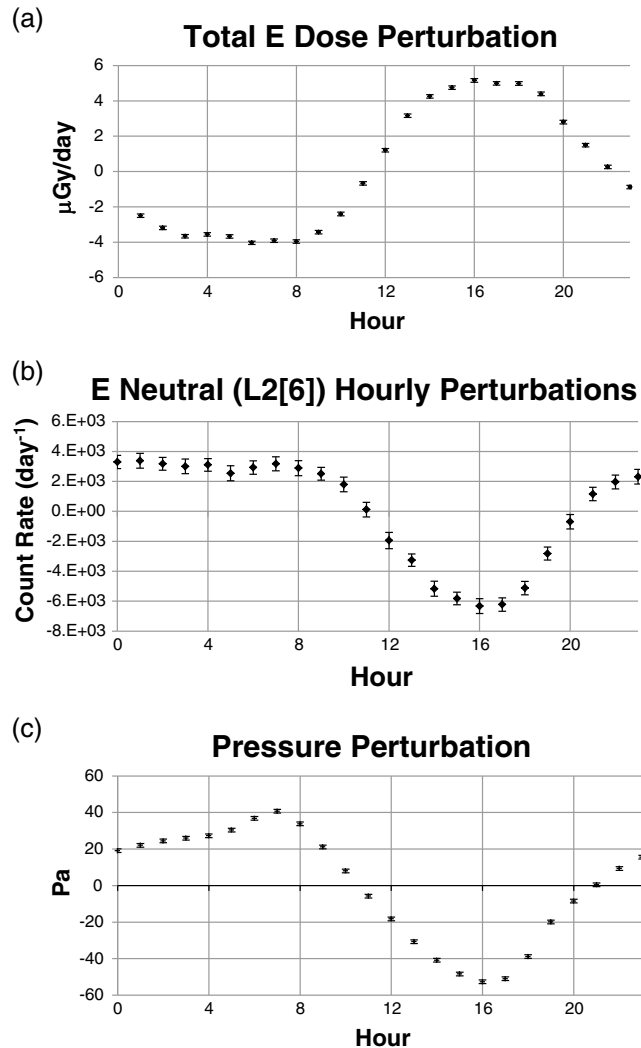 (a)
Total E Dose Perturbation
6
4
2
0
-2
-4
-6
μGy/day
0 4 8 12 16 20
Hour
(b)
E Neutral (L2[6]) Hourly Perturbations
6.E+03
4.E+03
2.E+03
0.E+00
-2.E+03
-4.E+03
-6.E+03
-8.E+03
Count Rate (day⁻¹)
0 4 8 12 16 20
Hour
(c)
Pressure Perturbation
60
40
20
0
-20
-40
-60
Pa
0 4 8 12 16 20
Hour